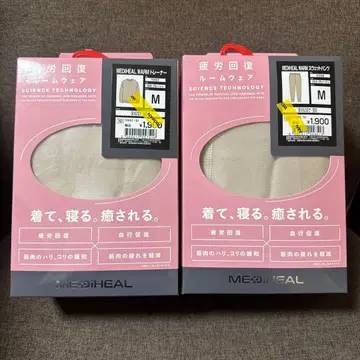 疲労回復
ルームウェア
SCIENCE TECHNOLOGY
MEDIHEAL WARM トレーナー
M
¥1,900
着て、寝る。癒される。
疲労回復
血行促進
筋肉のハリ、コリの緩和
筋肉の疲れを軽減
MEDIHEAL
疲労回復
ルームウェア
SCIENCE TECHNOLOGY
MEDIHEAL WARM スウェットパンツ
M
¥1,900
着て、寝る。癒される。
疲労回復
血行促進
筋肉のハリ、コリの緩和
筋肉の疲れを軽減
MEDIHEAL